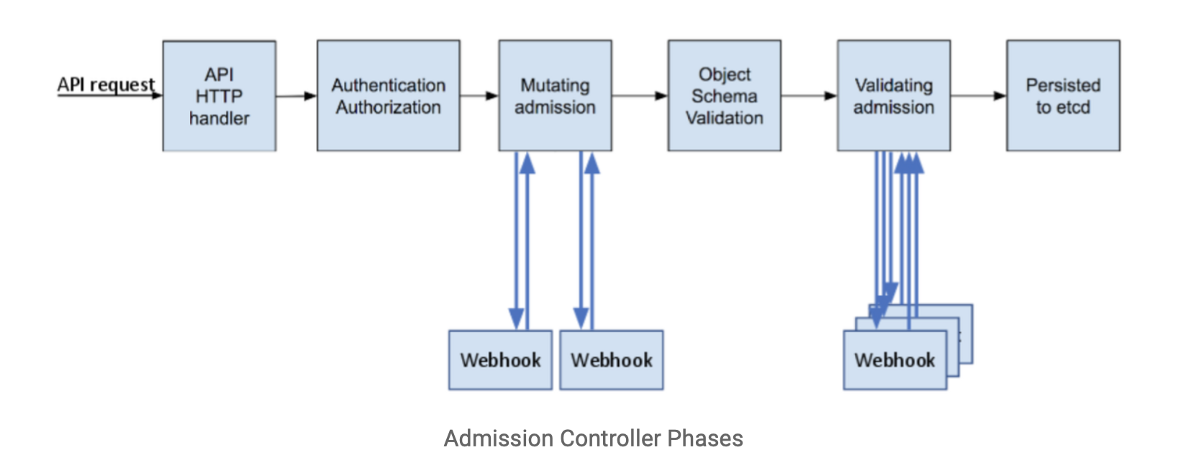 API request
API
HTTP
handler
Authentication
Authorization
Mutating
admission
Object
Schema
Validation
Validating
admission
Persisted
to etcd
Webhook
Webhook
Webhook
Admission Controller Phases